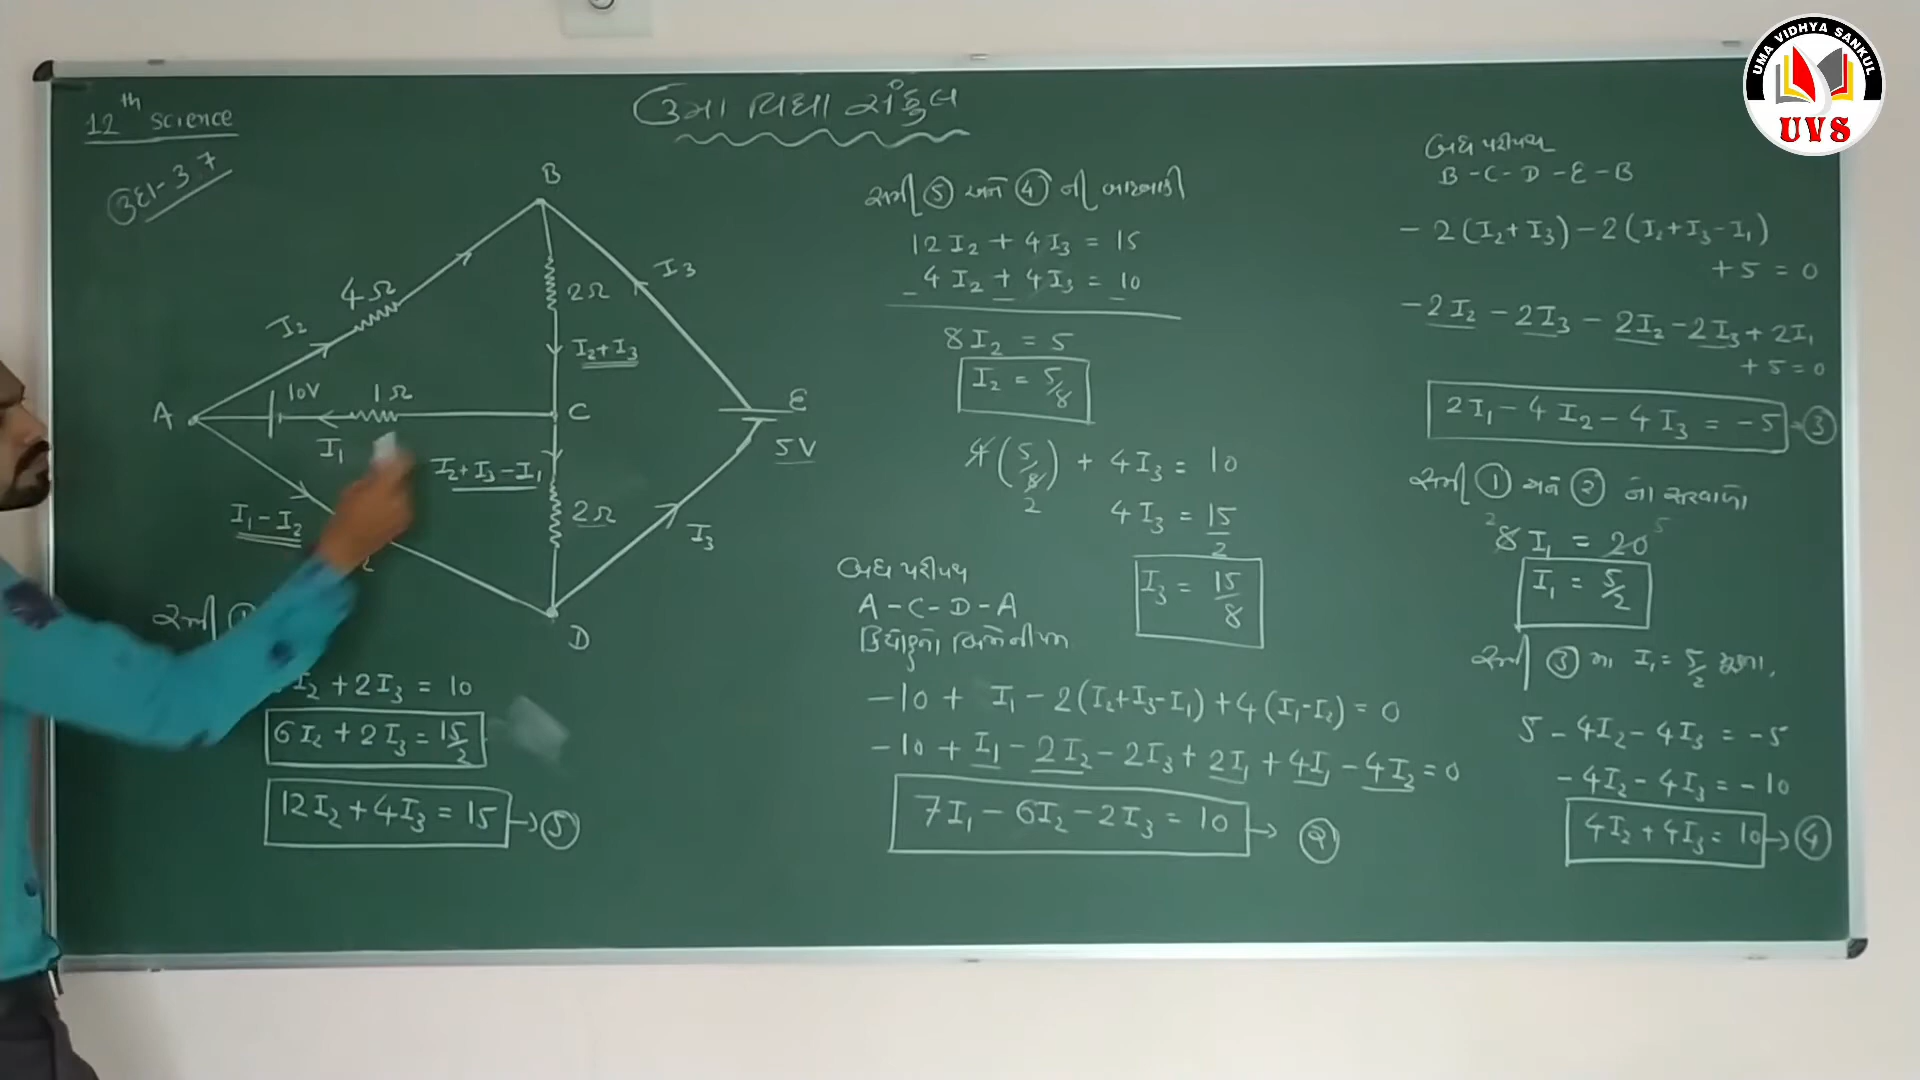 12th Science
ઉદા-3.7
ઉમા વિદ્યા સંકુલ
UMA VIDHYA SANKUL
UVS
B
4Ω
I₂
2Ω
I₃
I₂+I₃
A
10V
1Ω
I₁
C
E
5V
I₂+I₃-I₁
I₁-I₂
2Ω
I₃
D
સમી ①
I₂ + 2I₃ = 10
6I₂ + 2I₃ = 15/2
12I₂ + 4I₃ = 15 → ⑤
સમી ⑤ અને ④ ની બાદબાકી
12I₂ + 4I₃ = 15
4I₂ + 4I₃ = 10
_ _ _
8I₂ = 5
I₂ = 5/8
4(5/8) + 4I₃ = 10
2
4I₃ = 15/2
I₃ = 15/8
બંધ પરીપથ
A-C-D-A
-10 + I₁ - 2(I₂+I₃-I₁) + 4(I₁-I₂) = 0
-10 + I₁ - 2I₂ - 2I₃ + 2I₁ + 4I₁ - 4I₂ = 0
7I₁ - 6I₂ - 2I₃ = 10 → ૨
બંધ પરીપથ
B-C-D-E-B
-2(I₂+I₃) - 2(I₂+I₃-I₁)
+5 = 0
-2I₂ - 2I₃ - 2I₂ - 2I₃ + 2I₁
+5 = 0
2I₁ - 4I₂ - 4I₃ = -5 → ③
સમી ① અને ૨ ના સરવાળા
8I₁ = 20
2 5
I₁ = 5/2
સમી ③ માં I₁ = 5/2 મુકતા,
5 - 4I₂ - 4I₃ = -5
-4I₂ - 4I₃ = -10
4I₂ + 4I₃ = 10 → ④